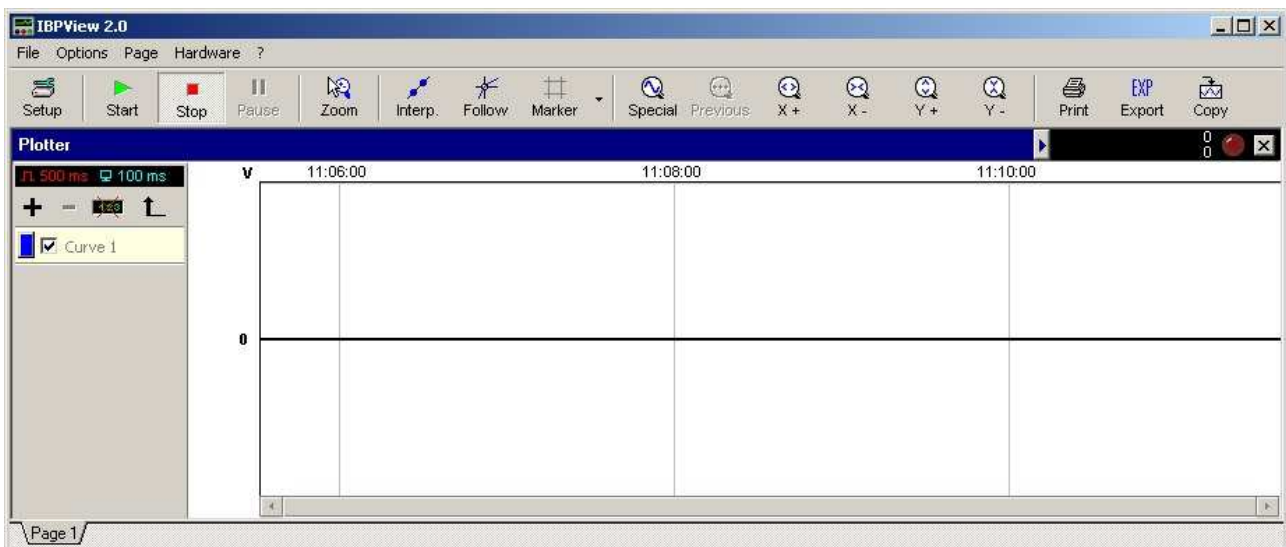 IBPView 2.0
File Options Page Hardware ?
Setup Start Stop Pause Zoom Interp. Follow Marker Special Previous X + X - Y + Y - Print EXP Export Copy
Plotter 0
0
500 ms 100 ms V 11:06:00 11:08:00 11:10:00
123
Curve 1
0
Page 1